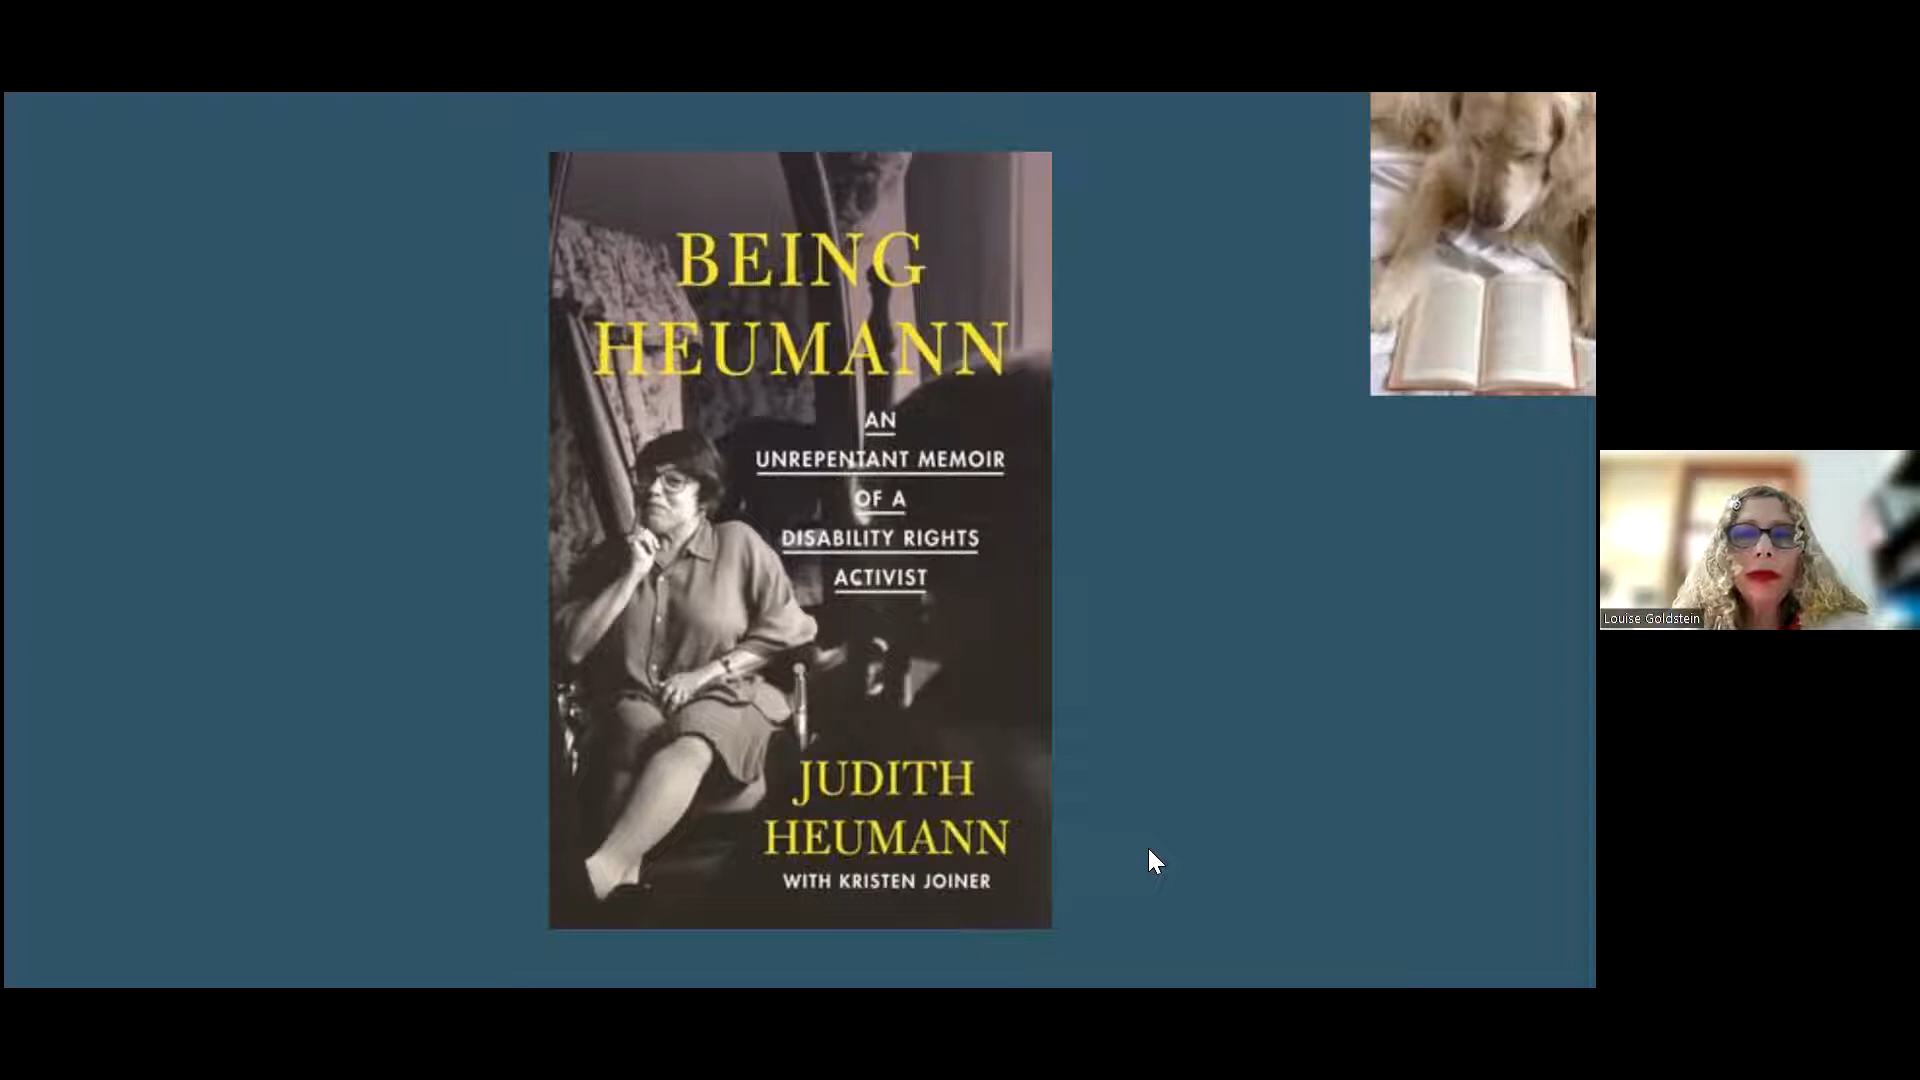 BEING
HEUMANN
AN
UNREPENTANT MEMOIR
OF A
DISABILITY RIGHTS
ACTIVIST
JUDITH
HEUMANN
WITH KRISTEN JOINER
Louise Goldstein